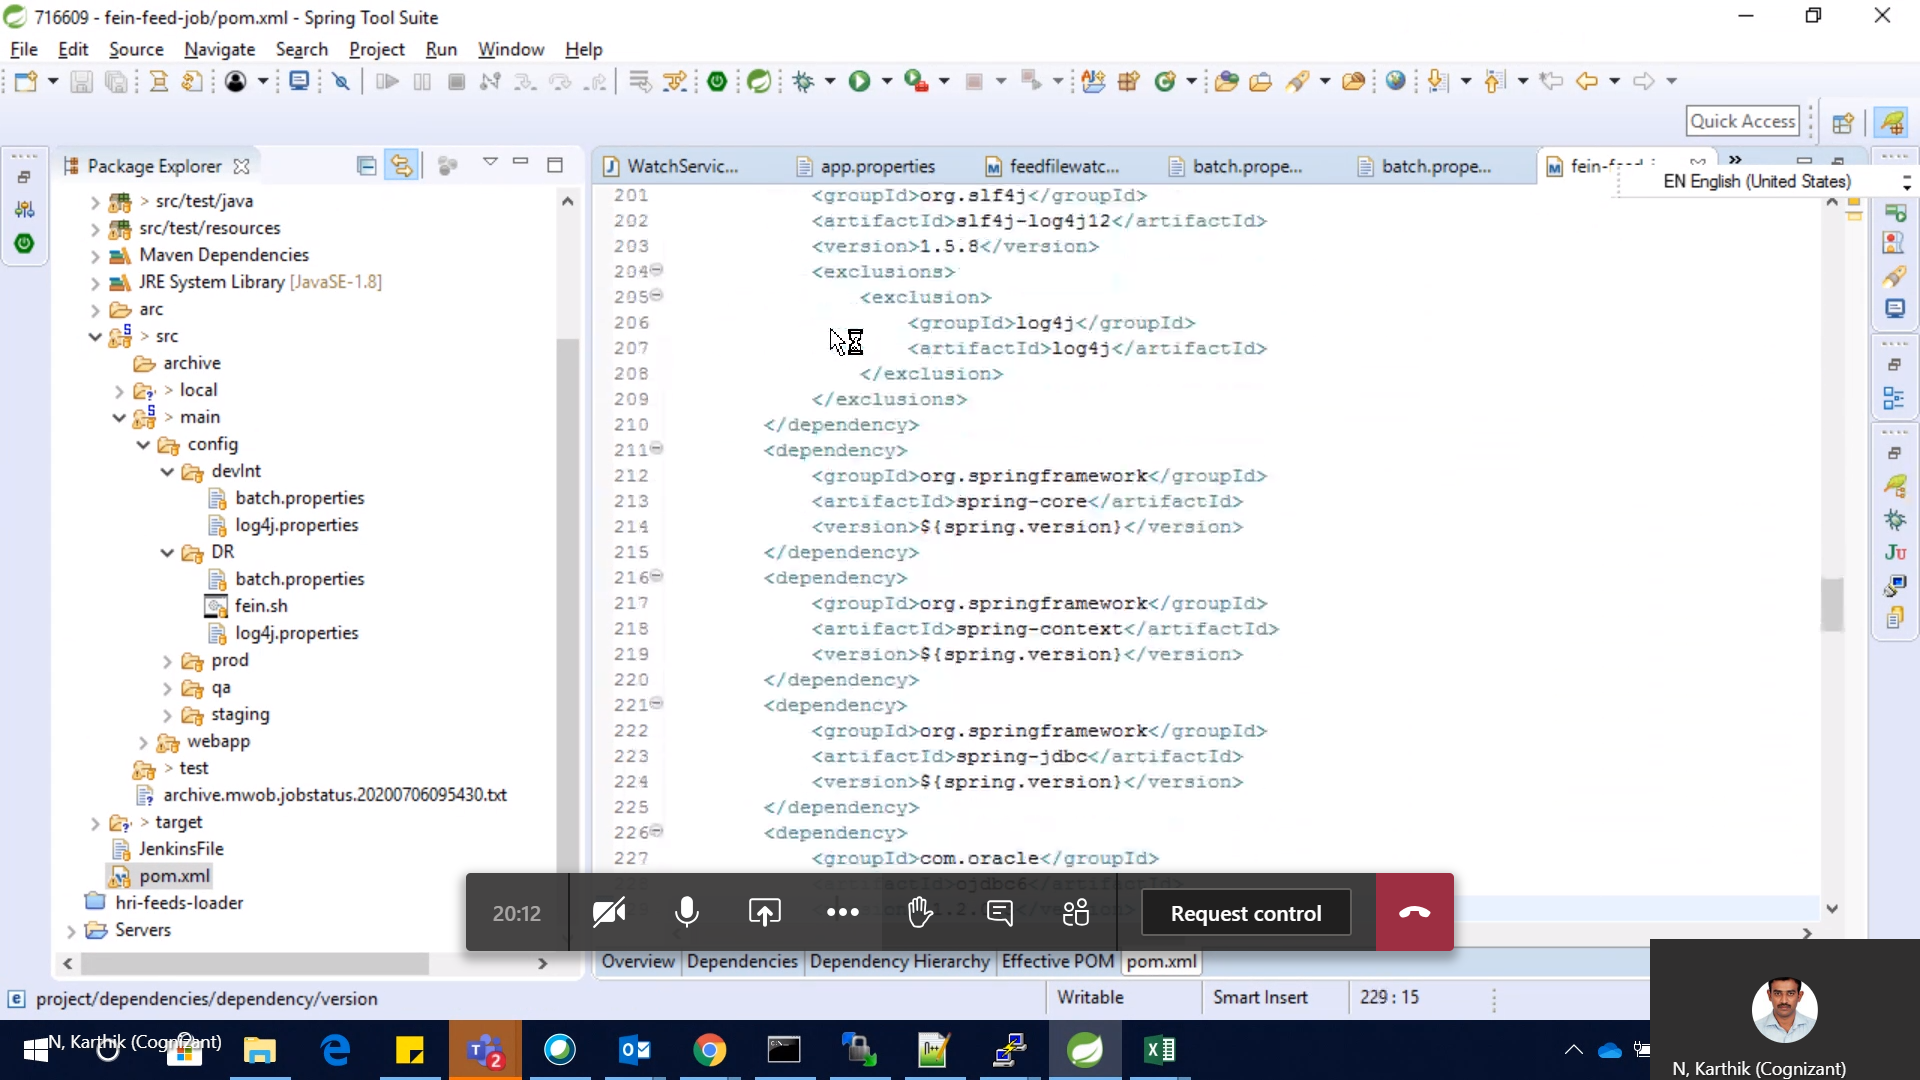 716609 - fein-feed-job/pom.xml - Spring Tool Suite
File Edit Source Navigate Search Project Run Window Help
Quick Access
Package Explorer
WatchServic...
app.properties
feedfilewatc...
batch.prope...
batch.prope...
EN English (United States)
> src/test/java
src/test/resources
Maven Dependencies
JRE System Library [JavaSE-1.8]
arc
> src
archive
> local
> main
config
devInt
batch.properties
log4j.properties
DR
batch.properties
fein.sh
log4j.properties
prod
qa
staging
webapp
> test
archive.mwob.jobstatus.20200706095430.txt
> target
JenkinsFile
pom.xml
hri-feeds-loader
Servers
201 <groupId>org.slf4j</groupId>
202 <artifactId>slf4j-log4j12</artifactId>
203 <version>1.5.8</version>
204 <exclusions>
205 <exclusion>
206 <groupId>log4j</groupId>
207 <artifactId>log4j</artifactId>
208 </exclusion>
209 </exclusions>
210 </dependency>
211 <dependency>
212 <groupId>org.springframework</groupId>
213 <artifactId>spring-core</artifactId>
214 <version>${spring.version}</version>
215 </dependency>
216 <dependency>
217 <groupId>org.springframework</groupId>
218 <artifactId>spring-context</artifactId>
219 <version>${spring.version}</version>
220 </dependency>
221 <dependency>
222 <groupId>org.springframework</groupId>
223 <artifactId>spring-jdbc</artifactId>
224 <version>${spring.version}</version>
225 </dependency>
226 <dependency>
227 <groupId>com.oracle</groupId>
<artifactId>ojdbc6</artifactId>
20:12
Request control
Overview Dependencies Dependency Hierarchy Effective POM pom.xml
project/dependencies/dependency/version
Writable
Smart Insert
229 : 15
N, Karthik (Cognizant)
2
N, Karthik (Cognizant)